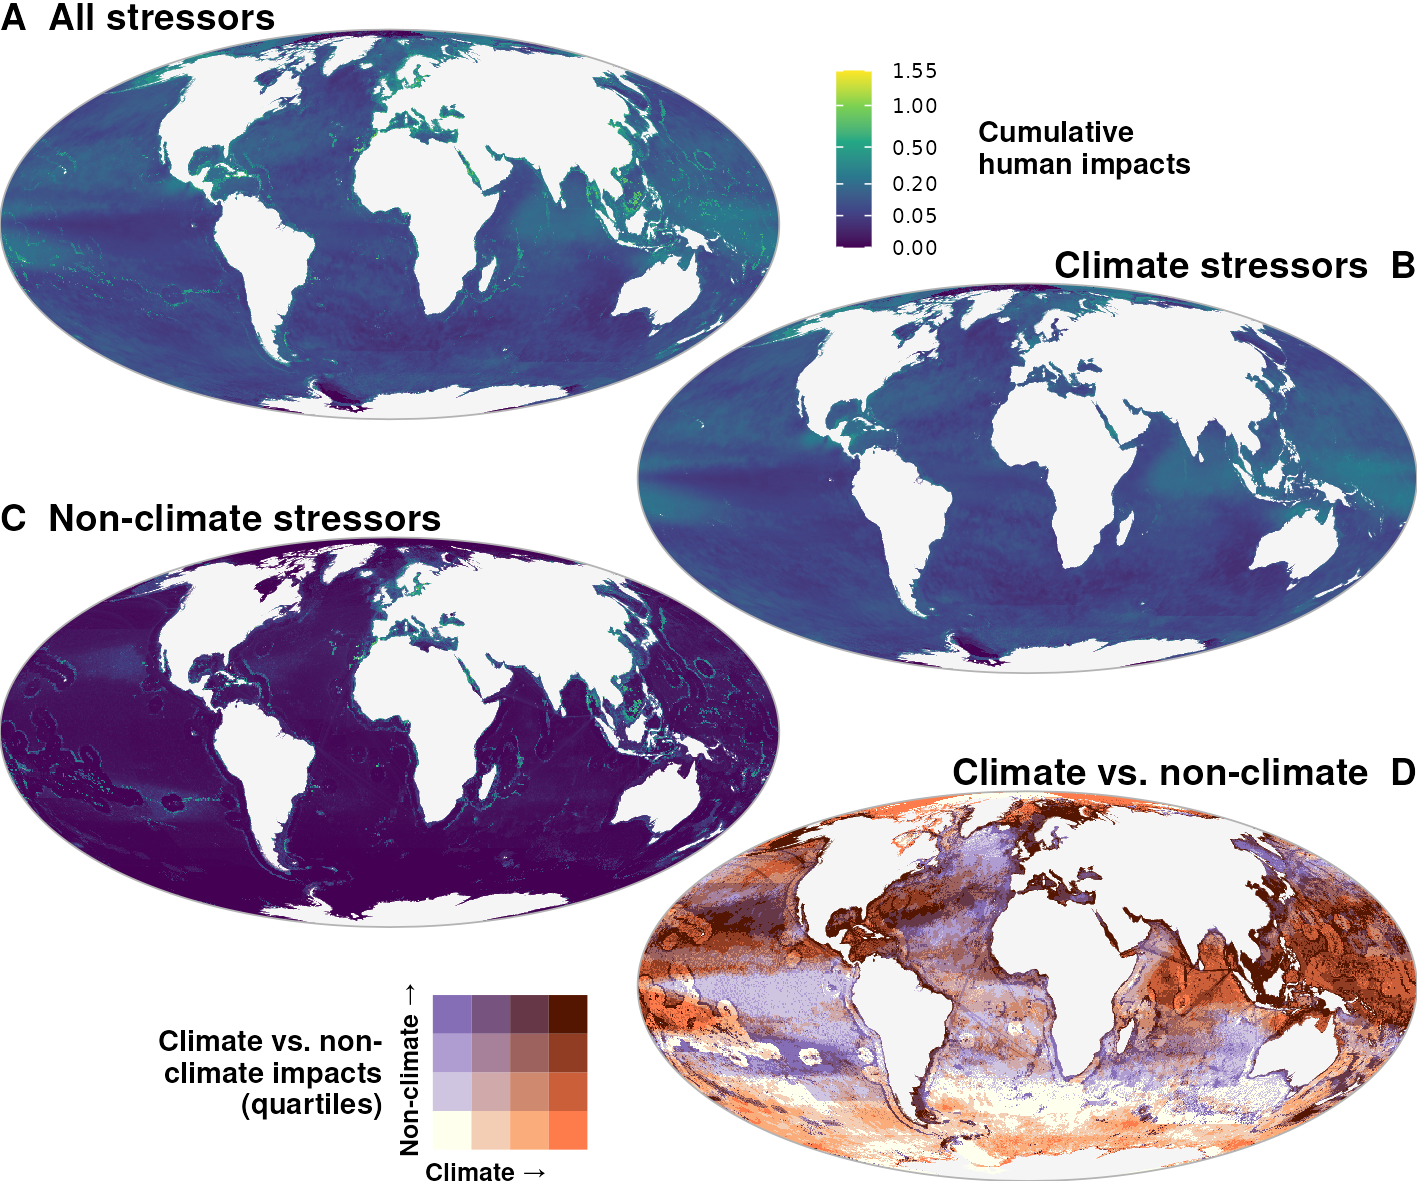 A All stressors
1.55
1.00
0.50
0.20
0.05
0.00
Cumulative
human impacts
Climate stressors B
C Non-climate stressors
Climate vs. non-climate D
Climate vs. non-
climate impacts
(quartiles)
Non-climate →
Climate →